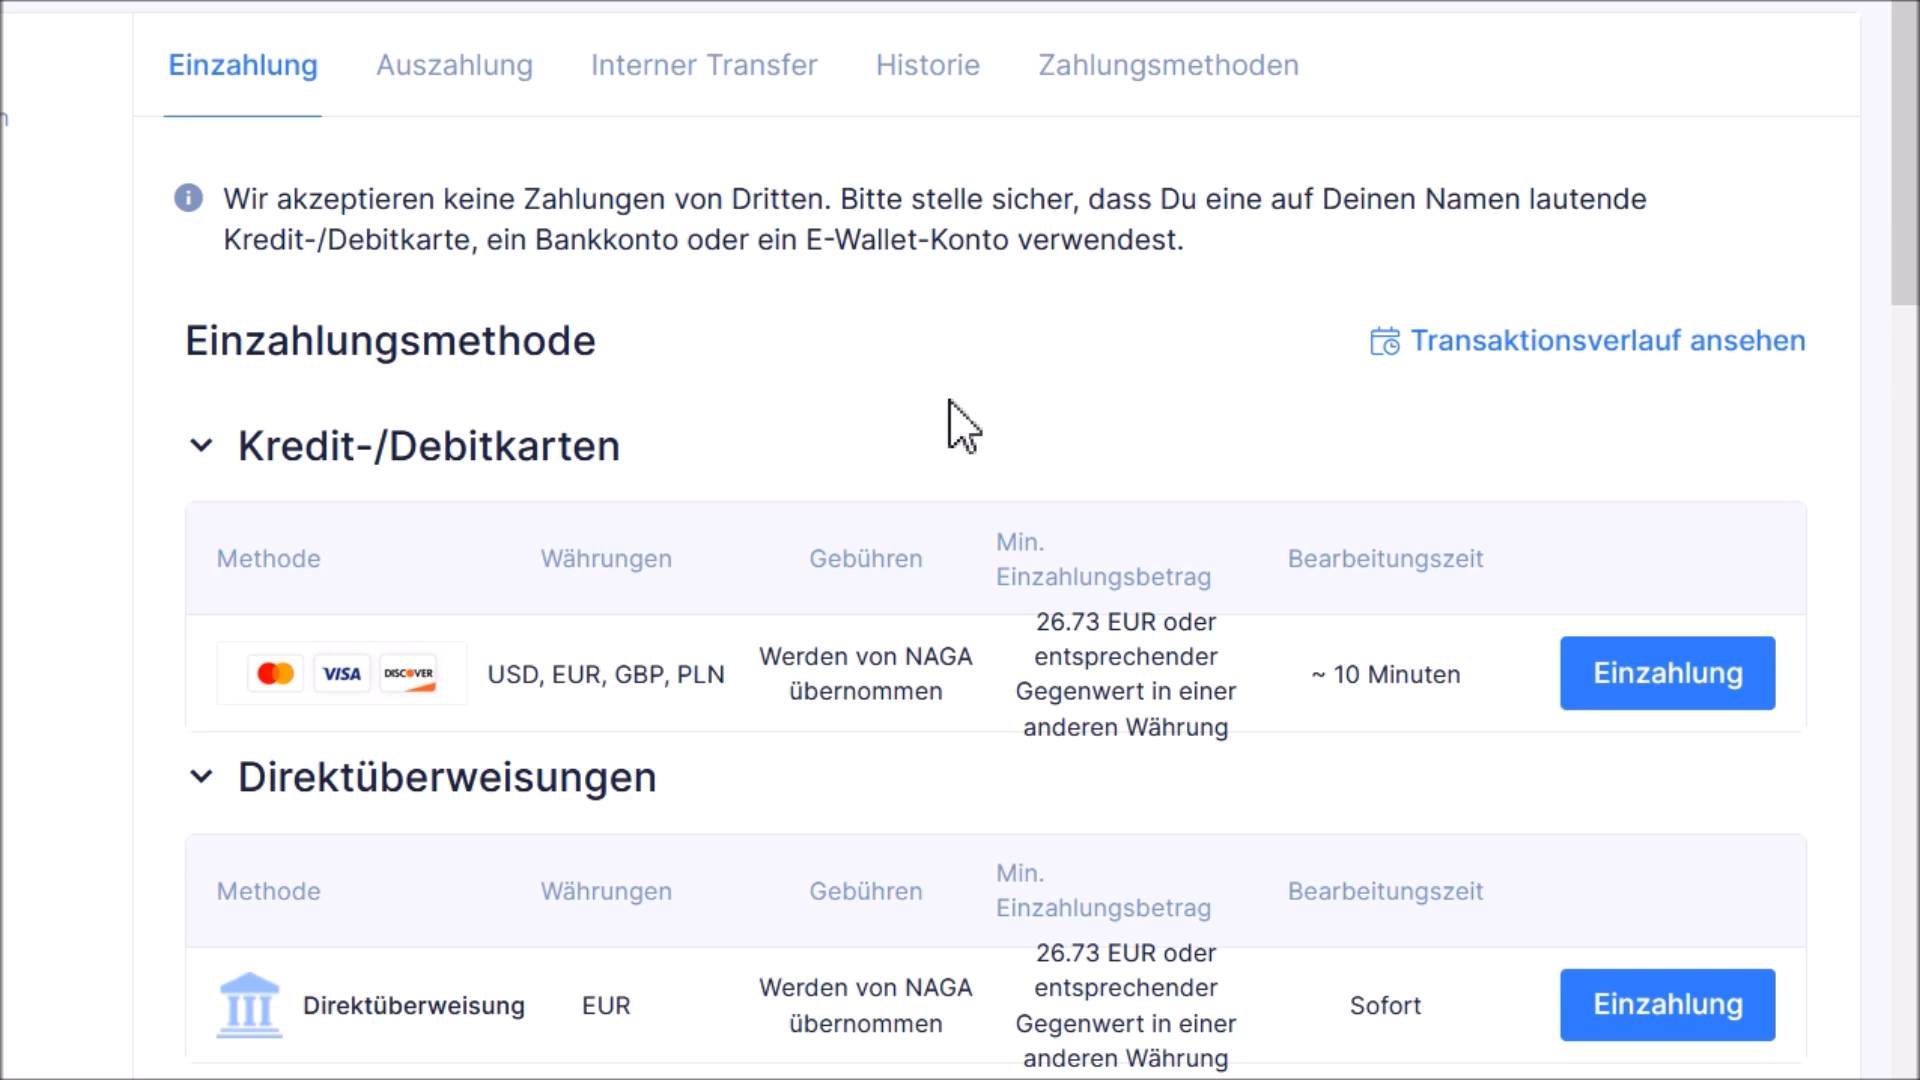 Einzahlung Auszahlung Interner Transfer Historie Zahlungsmethoden
Wir akzeptieren keine Zahlungen von Dritten. Bitte stelle sicher, dass Du eine auf Deinen Namen lautende
Kredit-/Debitkarte, ein Bankkonto oder ein E-Wallet-Konto verwendest.
Einzahlungsmethode
Transaktionsverlauf ansehen
Kredit-/Debitkarten
Methode Währungen Gebühren Min. Einzahlungsbetrag Bearbeitungszeit
VISA DISCOVER
USD, EUR, GBP, PLN
Werden von NAGA
übernommen
26.73 EUR oder
entsprechender
Gegenwert in einer
anderen Währung
~ 10 Minuten
Einzahlung
Direktüberweisungen
Methode Währungen Gebühren Min. Einzahlungsbetrag Bearbeitungszeit
Direktüberweisung
EUR
Werden von NAGA
übernommen
26.73 EUR oder
entsprechender
Gegenwert in einer
anderen Währung
Sofort
Einzahlung